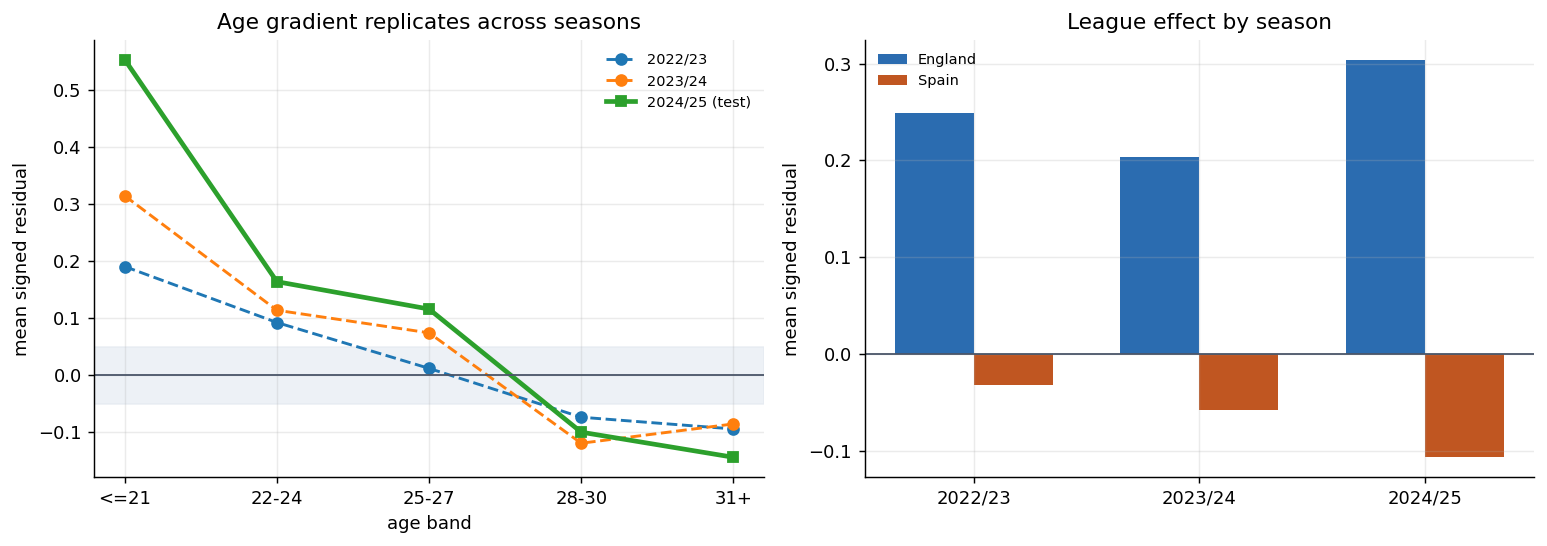 Age gradient replicates across seasons
2022/23
2023/24
2024/25 (test)
mean signed residual
0.5
0.4
0.3
0.2
0.1
0.0
−0.1
<=21
22-24
25-27
28-30
31+
age band
League effect by season
England
Spain
mean signed residual
0.3
0.2
0.1
0.0
−0.1
2022/23
2023/24
2024/25